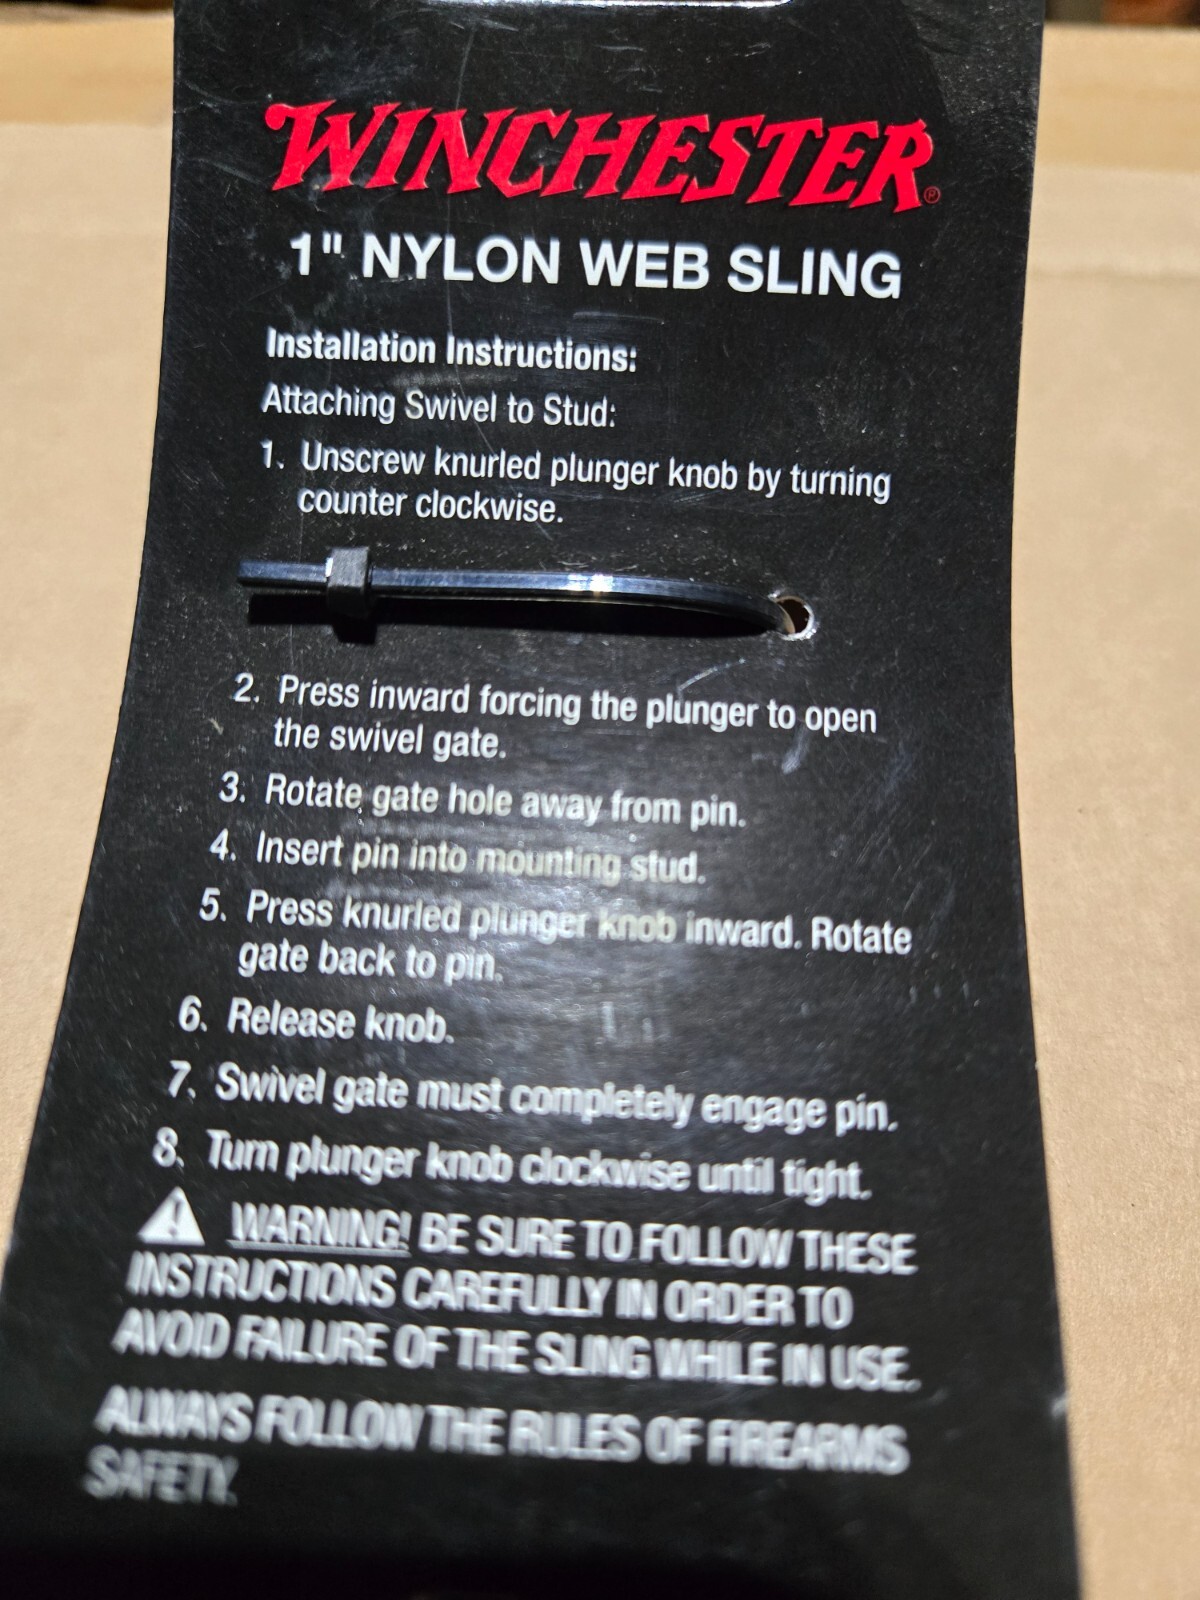 WINCHESTER®
1" NYLON WEB SLING
Installation Instructions:
Attaching Swivel to Stud:
1. Unscrew knurled plunger knob by turning
counter clockwise.
2. Press inward forcing the plunger to open
the swivel gate.
3. Rotate gate hole away from pin.
4. Insert pin into mounting stud.
5. Press knurled plunger knob inward. Rotate
gate back to pin.
6. Release knob.
7. Swivel gate must completely engage pin.
8. Turn plunger knob clockwise until tight.
WARNING! BE SURE TO FOLLOW THESE
INSTRUCTIONS CAREFULLY IN ORDER TO
AVOID FAILURE OF THE SLING WHILE IN USE.
ALWAYS FOLLOW THE RULES OF FIREARMS
SAFETY.